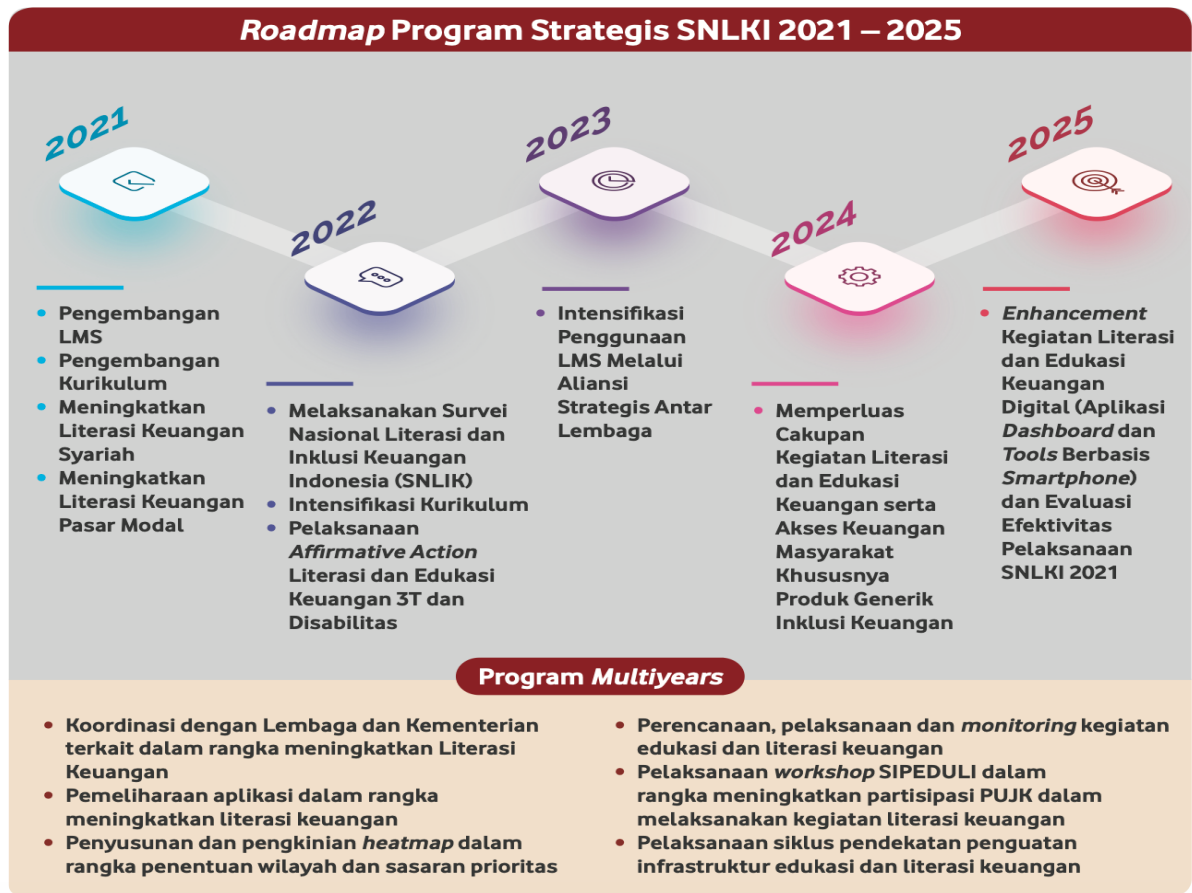 Roadmap Program Strategis SNLKI 2021 – 2025
2021
Pengembangan
LMS
Pengembangan
Kurikulum
Meningkatkan
Literasi Keuangan
Syariah
Meningkatkan
Literasi Keuangan
Pasar Modal
2022
Melaksanakan Survei
Nasional Literasi dan
Inklusi Keuangan
Indonesia (SNLIK)
Intensifikasi Kurikulum
Pelaksanaan
Affirmative Action
Literasi dan Edukasi
Keuangan 3T dan
Disabilitas
2023
Intensifikasi
Penggunaan
LMS Melalui
Aliansi
Strategis Antar
Lembaga
2024
Memperluas
Cakupan
Kegiatan Literasi
dan Edukasi
Keuangan serta
Akses Keuangan
Masyarakat
Khususnya
Produk Generik
Inklusi Keuangan
2025
Enhancement
Kegiatan Literasi
dan Edukasi
Keuangan
Digital (Aplikasi
Dashboard dan
Tools Berbasis
Smartphone)
dan Evaluasi
Efektivitas
Pelaksanaan
SNLKI 2021
Program Multiyears
Koordinasi dengan Lembaga dan Kementerian
terkait dalam rangka meningkatkan Literasi
Keuangan
Pemeliharaan aplikasi dalam rangka
meningkatkan literasi keuangan
Penyusunan dan pengkinian heatmap dalam
rangka penentuan wilayah dan sasaran prioritas
Perencanaan, pelaksanaan dan monitoring kegiatan
edukasi dan literasi keuangan
Pelaksanaan workshop SIPEDULI dalam
rangka meningkatkan partisipasi PUJK dalam
melaksanakan kegiatan literasi keuangan
Pelaksanaan siklus pendekatan penguatan
infrastruktur edukasi dan literasi keuangan